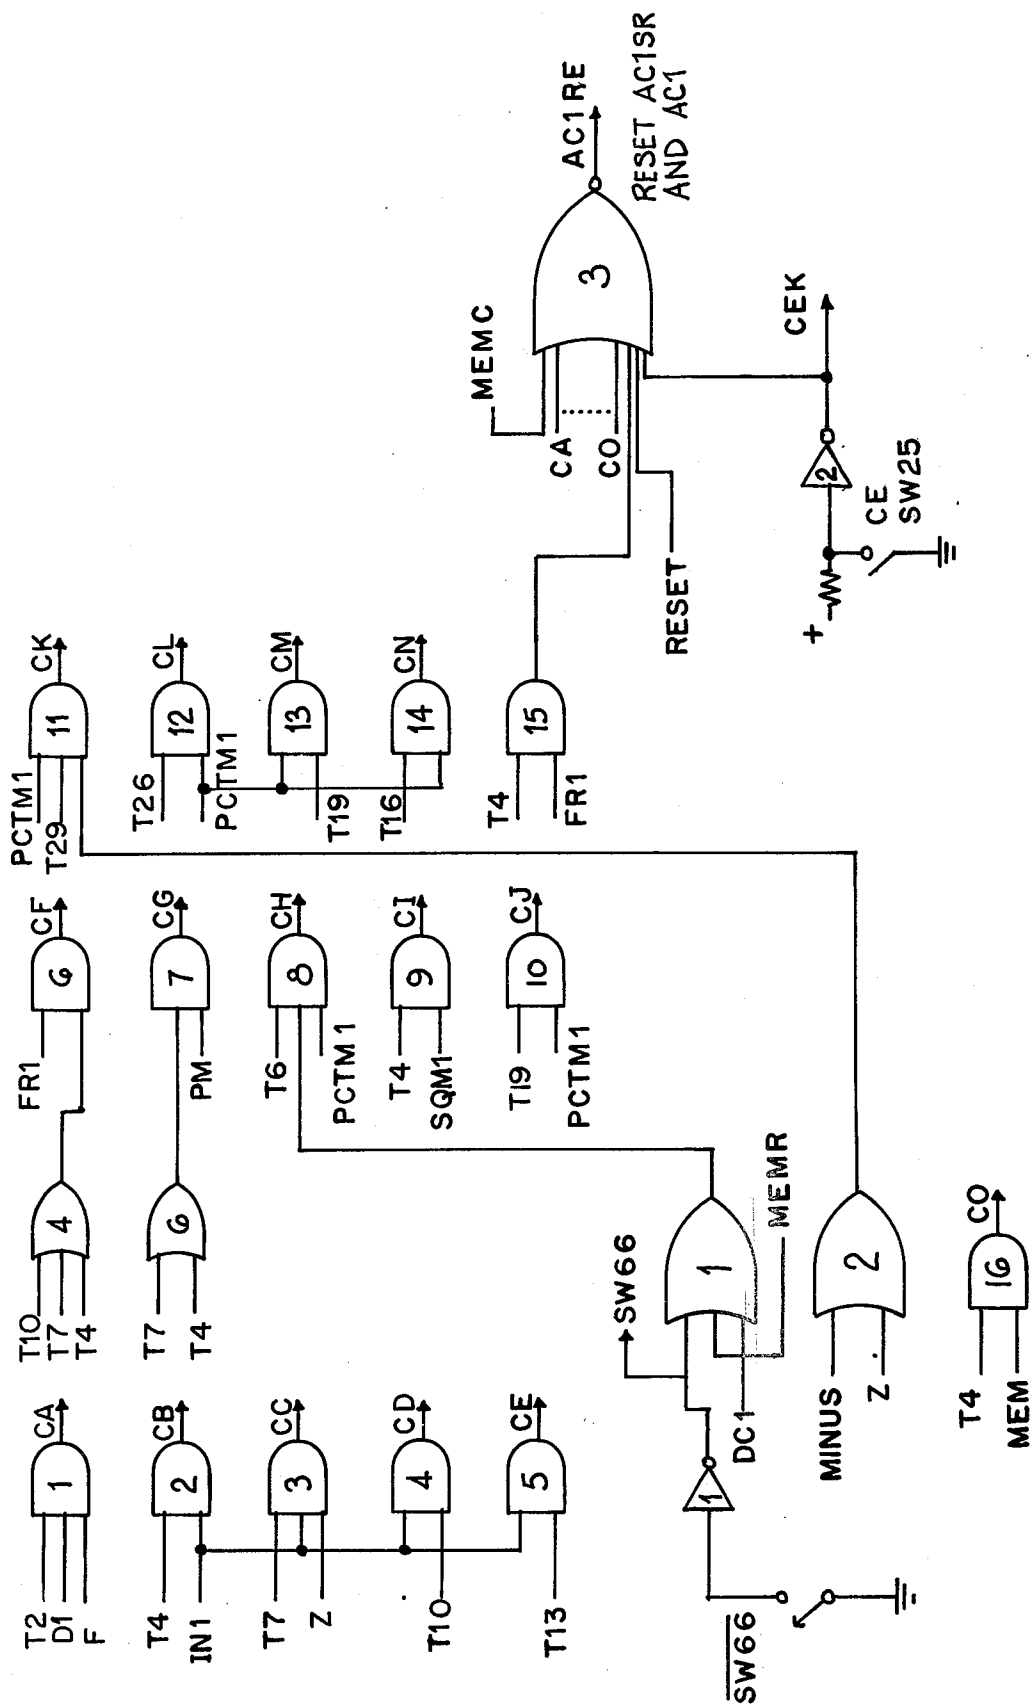 T2
D1
F
1
CA
T4
IN1
2
CB
T7
Z
3
CC
T10
4
CD
T13
5
CE
T10
T7
T4
4
FR1
6
CF
T7
T4
6
PM
7
CG
T6
PCTM1
8
CH
T4
SQM1
9
CI
T19
PCTM1
10
CJ
PCTM1
T29
11
CK
T26
PCTM1
12
CL
T19
13
CM
T16
14
CN
T4
FR1
15
SW66
1
SW66
DC1
MEMR
1
MINUS
Z
2
T4
MEM
16
CO
MEMC
CA
CO
RESET
3
AC1RE
RESET AC1SR
AND AC1
+
CE
SW25
2
CEK